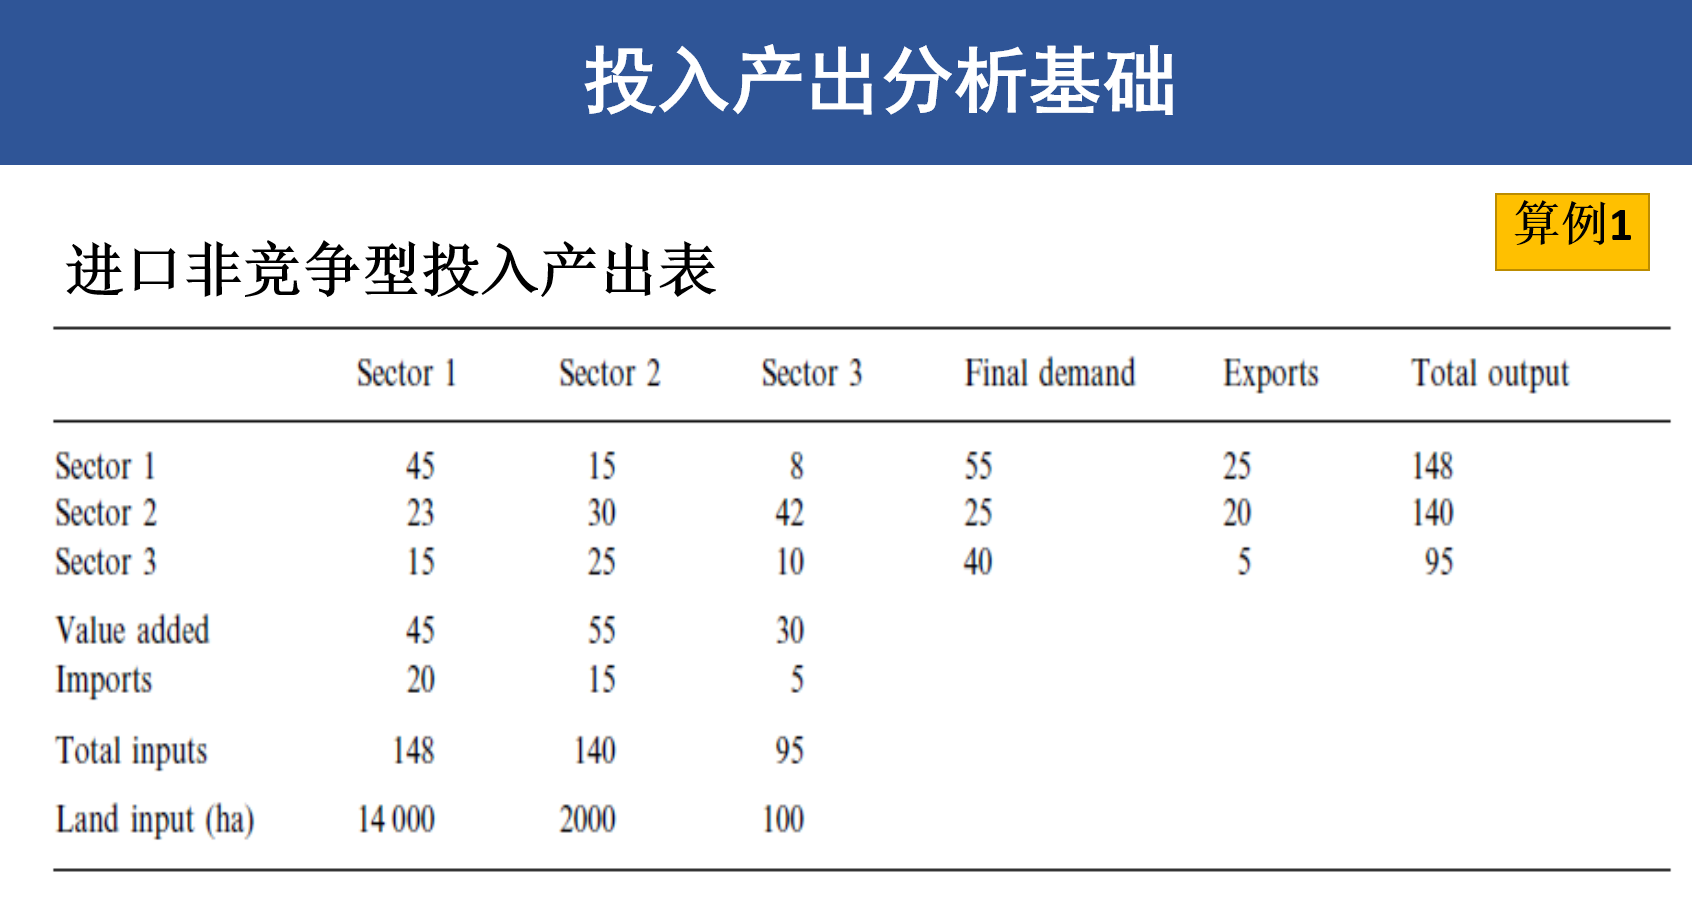 投入产出分析基础
算例1
进口非竞争型投入产出表
Sector 1 Sector 2 Sector 3 Final demand Exports Total output
Sector 1 45 15 8 55 25 148
Sector 2 23 30 42 25 20 140
Sector 3 15 25 10 40 5 95
Value added 45 55 30
Imports 20 15 5
Total inputs 148 140 95
Land input (ha) 14 000 2000 100